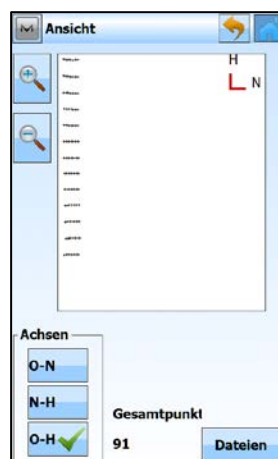 Ansicht
H
N
Achsen
O-N
N-H
O-H
Gesamtpunkt
91
Dateien